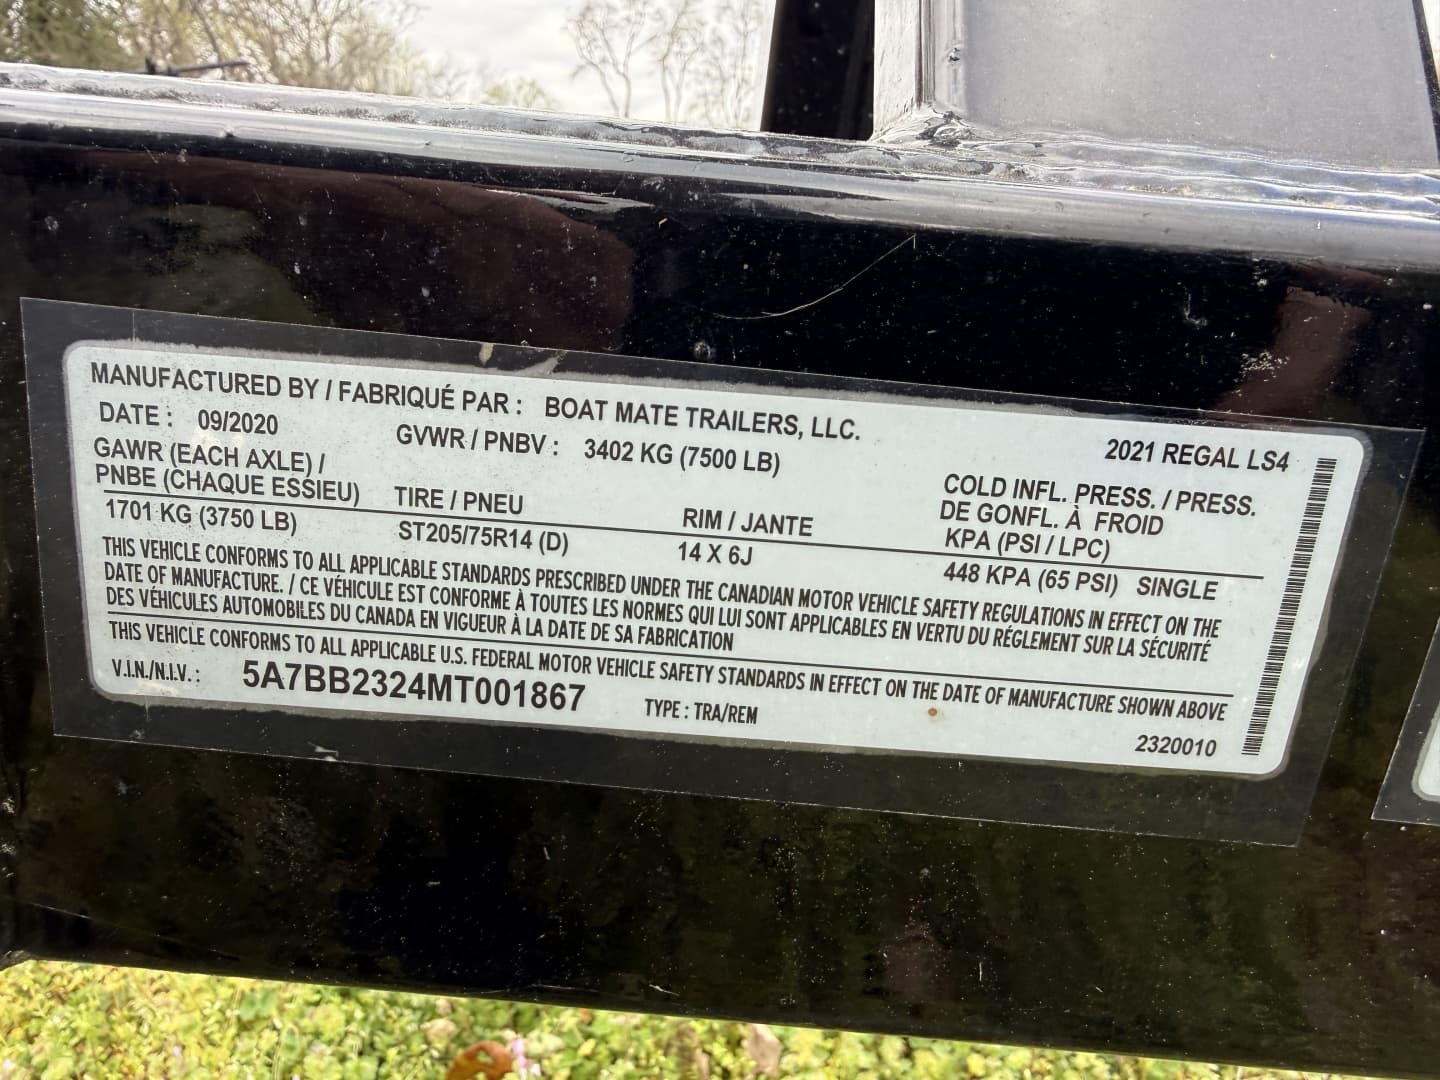 MANUFACTURED BY / FABRIQUÉ PAR : BOAT MATE TRAILERS, LLC.
DATE : 09/2020 GVWR / PNBV : 3402 KG (7500 LB) 2021 REGAL LS4
GAWR (EACH AXLE) /
PNBE (CHAQUE ESSIEU) TIRE / PNEU RIM / JANTE COLD INFL. PRESS. / PRESS.
DE GONFL. À FROID
KPA (PSI / LPC)
1701 KG (3750 LB) ST205/75R14 (D) 14 X 6J 448 KPA (65 PSI) SINGLE
THIS VEHICLE CONFORMS TO ALL APPLICABLE STANDARDS PRESCRIBED UNDER THE CANADIAN MOTOR VEHICLE SAFETY REGULATIONS IN EFFECT ON THE
DATE OF MANUFACTURE. / CE VÉHICULE EST CONFORME À TOUTES LES NORMES QUI LUI SONT APPLICABLES EN VERTU DU RÉGLEMENT SUR LA SÉCURITÉ
DES VÉHICULES AUTOMOBILES DU CANADA EN VIGUEUR À LA DATE DE SA FABRICATION
THIS VEHICLE CONFORMS TO ALL APPLICABLE U.S. FEDERAL MOTOR VEHICLE SAFETY STANDARDS IN EFFECT ON THE DATE OF MANUFACTURE SHOWN ABOVE
V.I.N./N.I.V. : 5A7BB2324MT001867 TYPE : TRA/REM 2320010